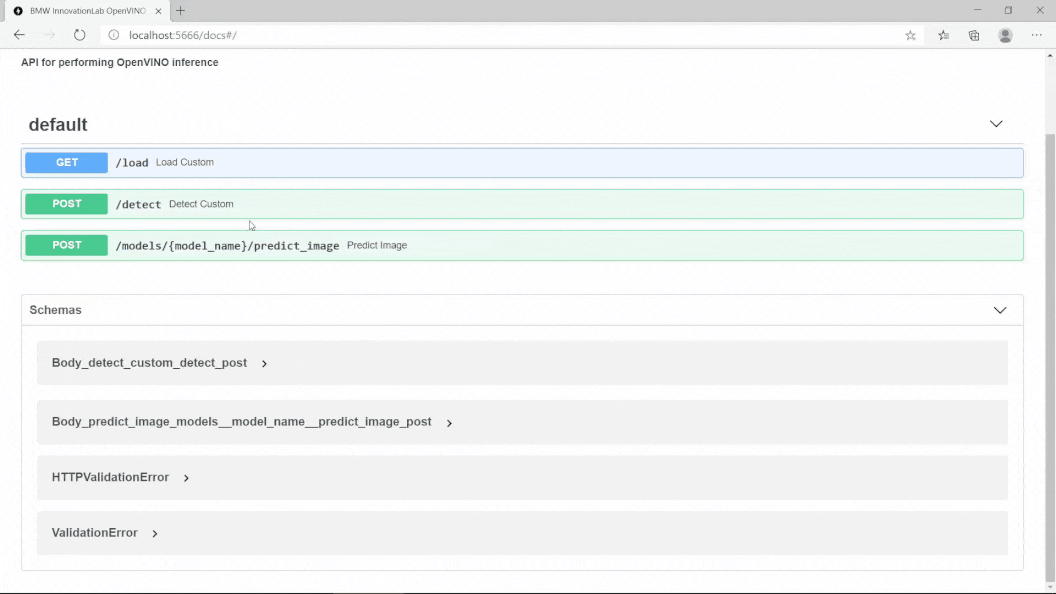 BMW InnovationLab OpenVINO
localhost:5666/docs#/
API for performing OpenVINO inference
default
GET /load Load Custom
POST /detect Detect Custom
POST /models/{model_name}/predict_image Predict Image
Schemas
Body_detect_custom_detect_post
Body_predict_image_models__model_name__predict_image_post
HTTPValidationError
ValidationError